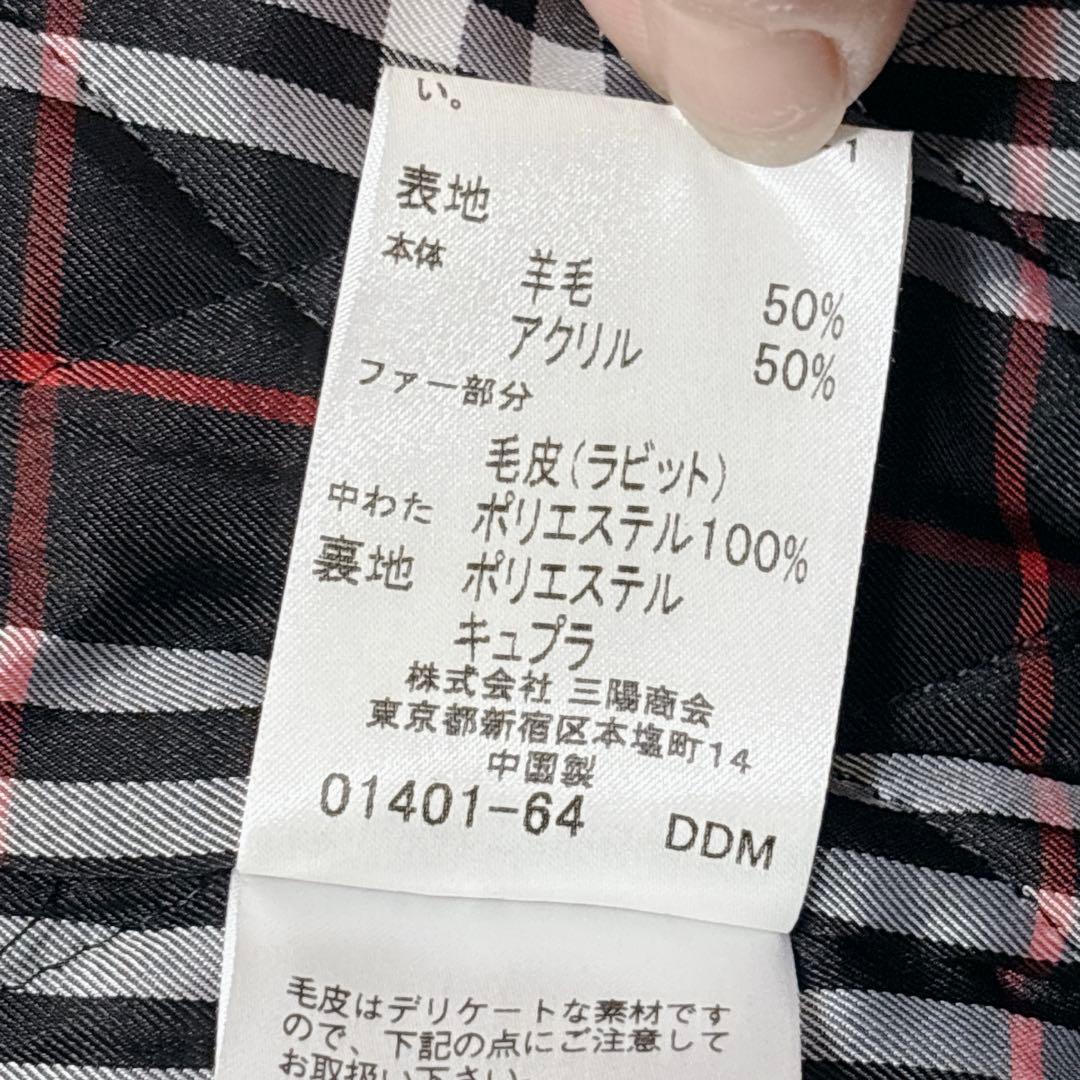 い。
1
表地
本体 羊毛 50%
アクリル 50%
ファー部分
毛皮(ラビット)
中わた ポリエステル100%
裏地 ポリエステル
キュプラ
株式会社 三陽商会
東京都新宿区本塩町14
中国製
01401-64 DDM
毛皮はデリケートな素材です
ので、下記の点にご注意して
お取扱い下さい。